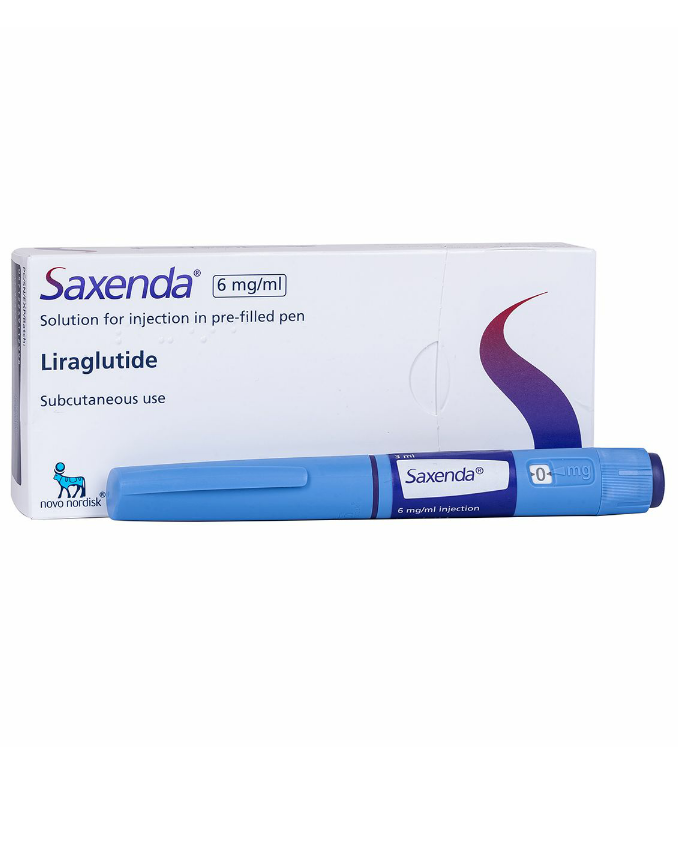 Saxenda® 6 mg/ml
Solution for injection in pre-filled pen
Liraglutide
Subcutaneous use
novo nordisk®
3 ml
Saxenda®
6 mg/ml injection
0 mg